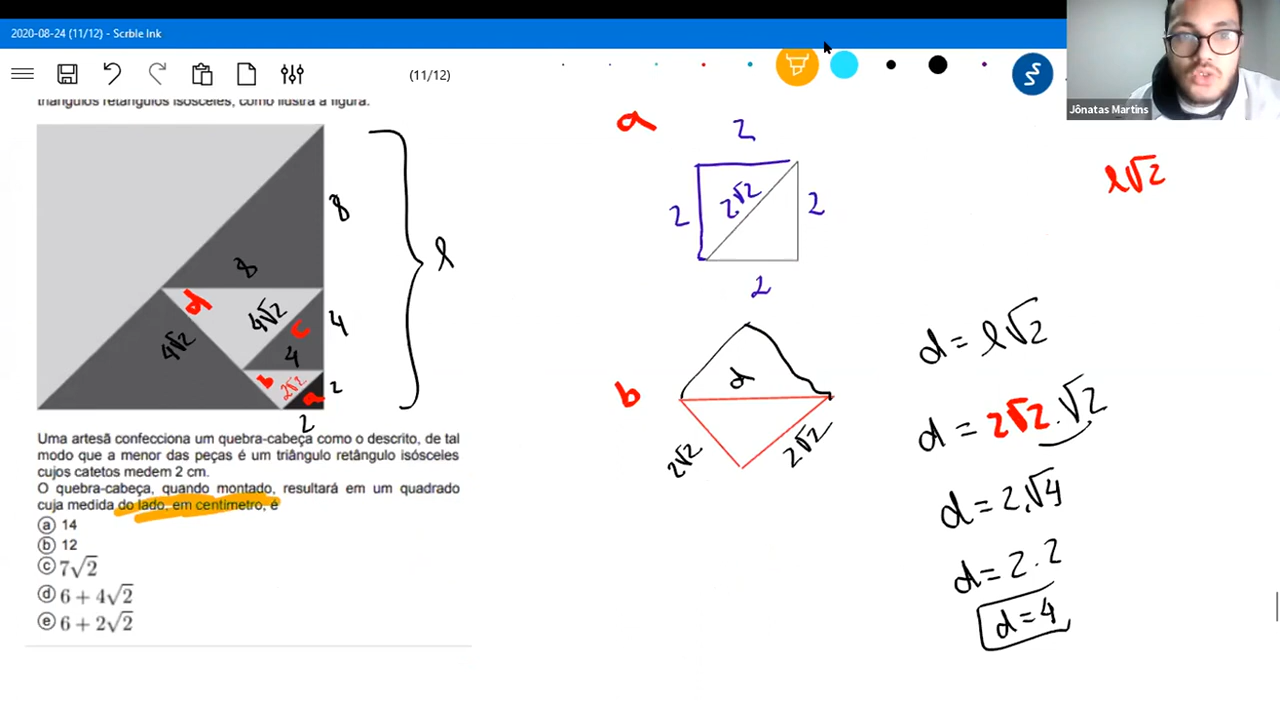 2020-08-24 (11/12) - Scrble Ink
(11/12)
Jônatas Martins
triângulos retângulos isósceles, como ilustra a figura.
8
8
d
4√2
c
4
4√2
4
b
2√2
a
2
2
l
a
2
2
2√2
2
2
l√2
b
d
2√2
2√2
d = l√2
d = 2√2 . √2
d = 2.√4
d = 2.2
d = 4
Uma artesã confecciona um quebra-cabeça como o descrito, de tal
modo que a menor das peças é um triângulo retângulo isósceles
cujos catetos medem 2 cm.
O quebra-cabeça, quando montado, resultará em um quadrado
cuja medida do lado, em centímetro, é
a 14
b 12
c 7√2
d 6 + 4√2
e 6 + 2√2